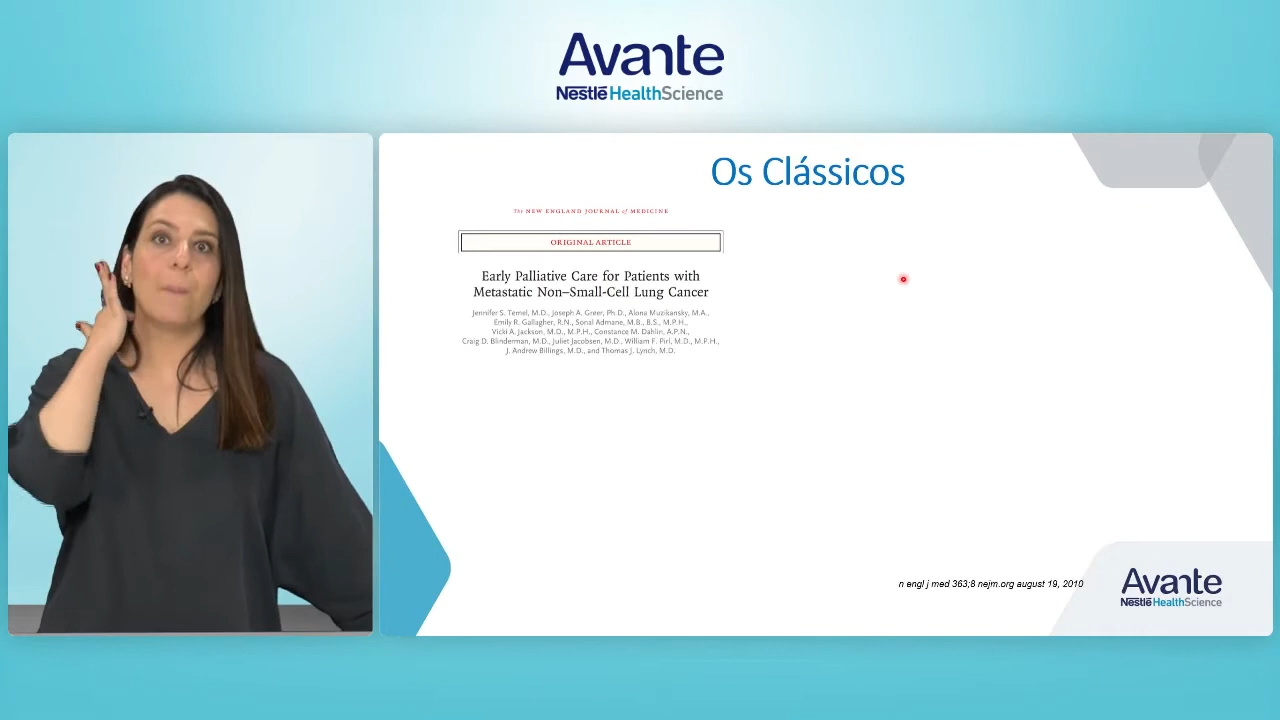 Avante
Nestlé HealthScience
Os Clássicos
The NEW ENGLAND JOURNAL of MEDICINE
ORIGINAL ARTICLE
Early Palliative Care for Patients with
Metastatic Non–Small-Cell Lung Cancer
Jennifer S. Temel, M.D., Joseph A. Greer, Ph.D., Alona Muzikansky, M.A.,
Emily R. Gallagher, R.N., Sonal Admane, M.B., B.S., M.P.H.,
Vicki A. Jackson, M.D., M.P.H., Constance M. Dahlin, A.P.N.,
Craig D. Blinderman, M.D., Juliet Jacobsen, M.D., William F. Pirl, M.D., M.P.H.,
J. Andrew Billings, M.D., and Thomas J. Lynch, M.D.
n engl j med 363;8 nejm.org august 19, 2010
Avante
Nestlé HealthScience